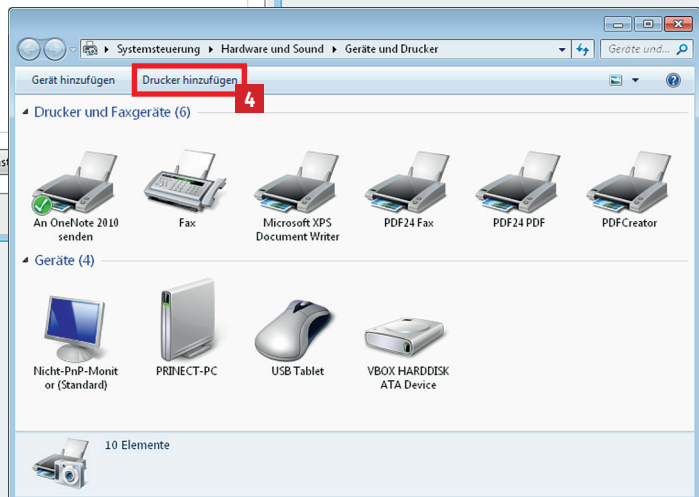 Systemsteuerung ▸ Hardware und Sound ▸ Geräte und Drucker
Geräte und...
Gerät hinzufügen
Drucker hinzufügen
4
Drucker und Faxgeräte (6)
An OneNote 2010
senden
Fax
Microsoft XPS
Document Writer
PDF24 Fax
PDF24 PDF
PDFCreator
Geräte (4)
Nicht-PnP-Monit
or (Standard)
PRINECT-PC
USB Tablet
VBOX HARDDISK
ATA Device
10 Elemente